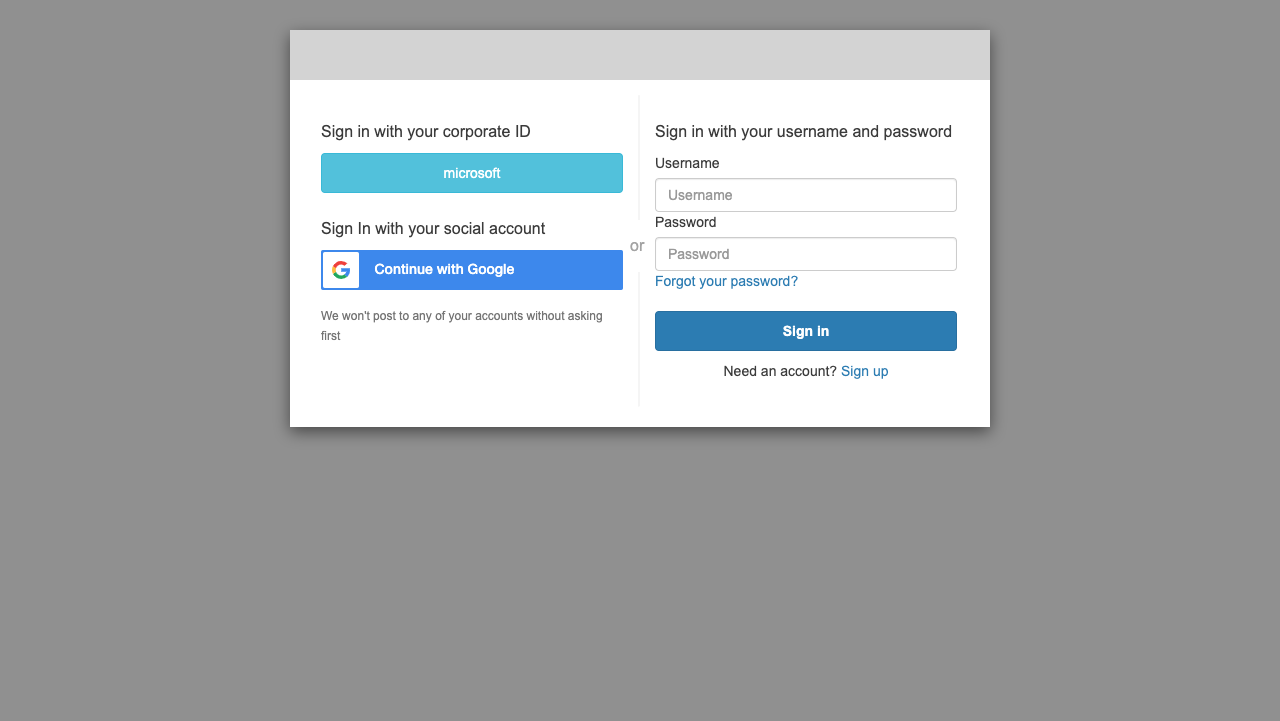 Sign in with your corporate ID
microsoft
Sign In with your social account
Continue with Google
We won't post to any of your accounts without asking
first
or
Sign in with your username and password
Username
Username
Password
Password
Forgot your password?
Sign in
Need an account? Sign up